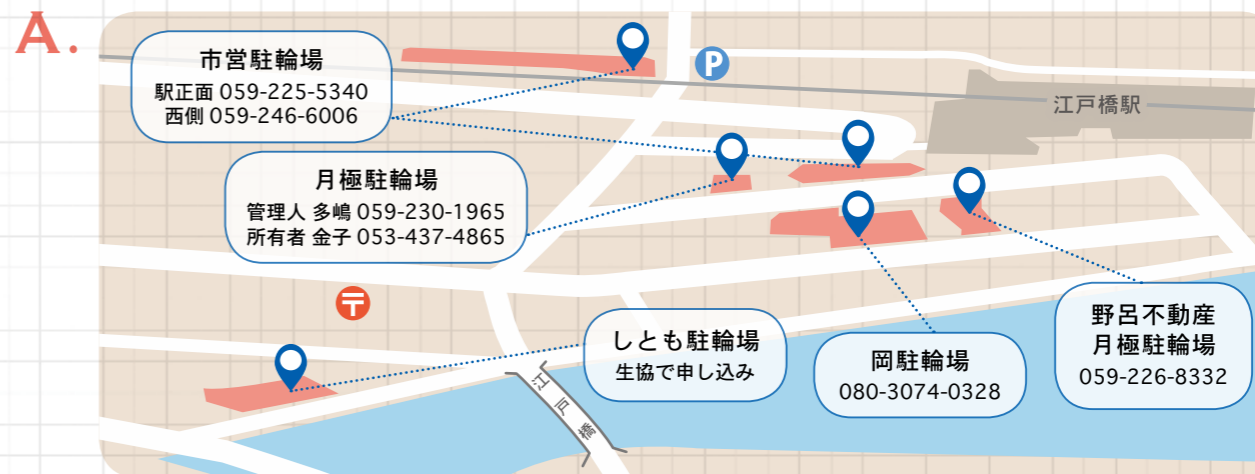 A.
市営駐輪場
駅正面 059-225-5340
西側 059-246-6006
P
江戸橋駅
月極駐輪場
管理人 多嶋 059-230-1965
所有者 金子 053-437-4865
〒
しとも駐輪場
生協で申し込み
岡駐輪場
080-3074-0328
野呂不動産
月極駐輪場
059-226-8332
江戸橋